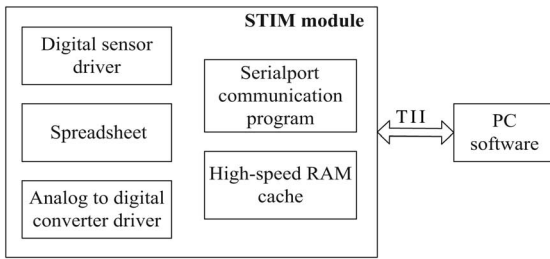 STIM module
Digital sensor
driver
Spreadsheet
Analog to digital
converter driver
Serialport
communication
program
High-speed RAM
cache
TII
PC
software